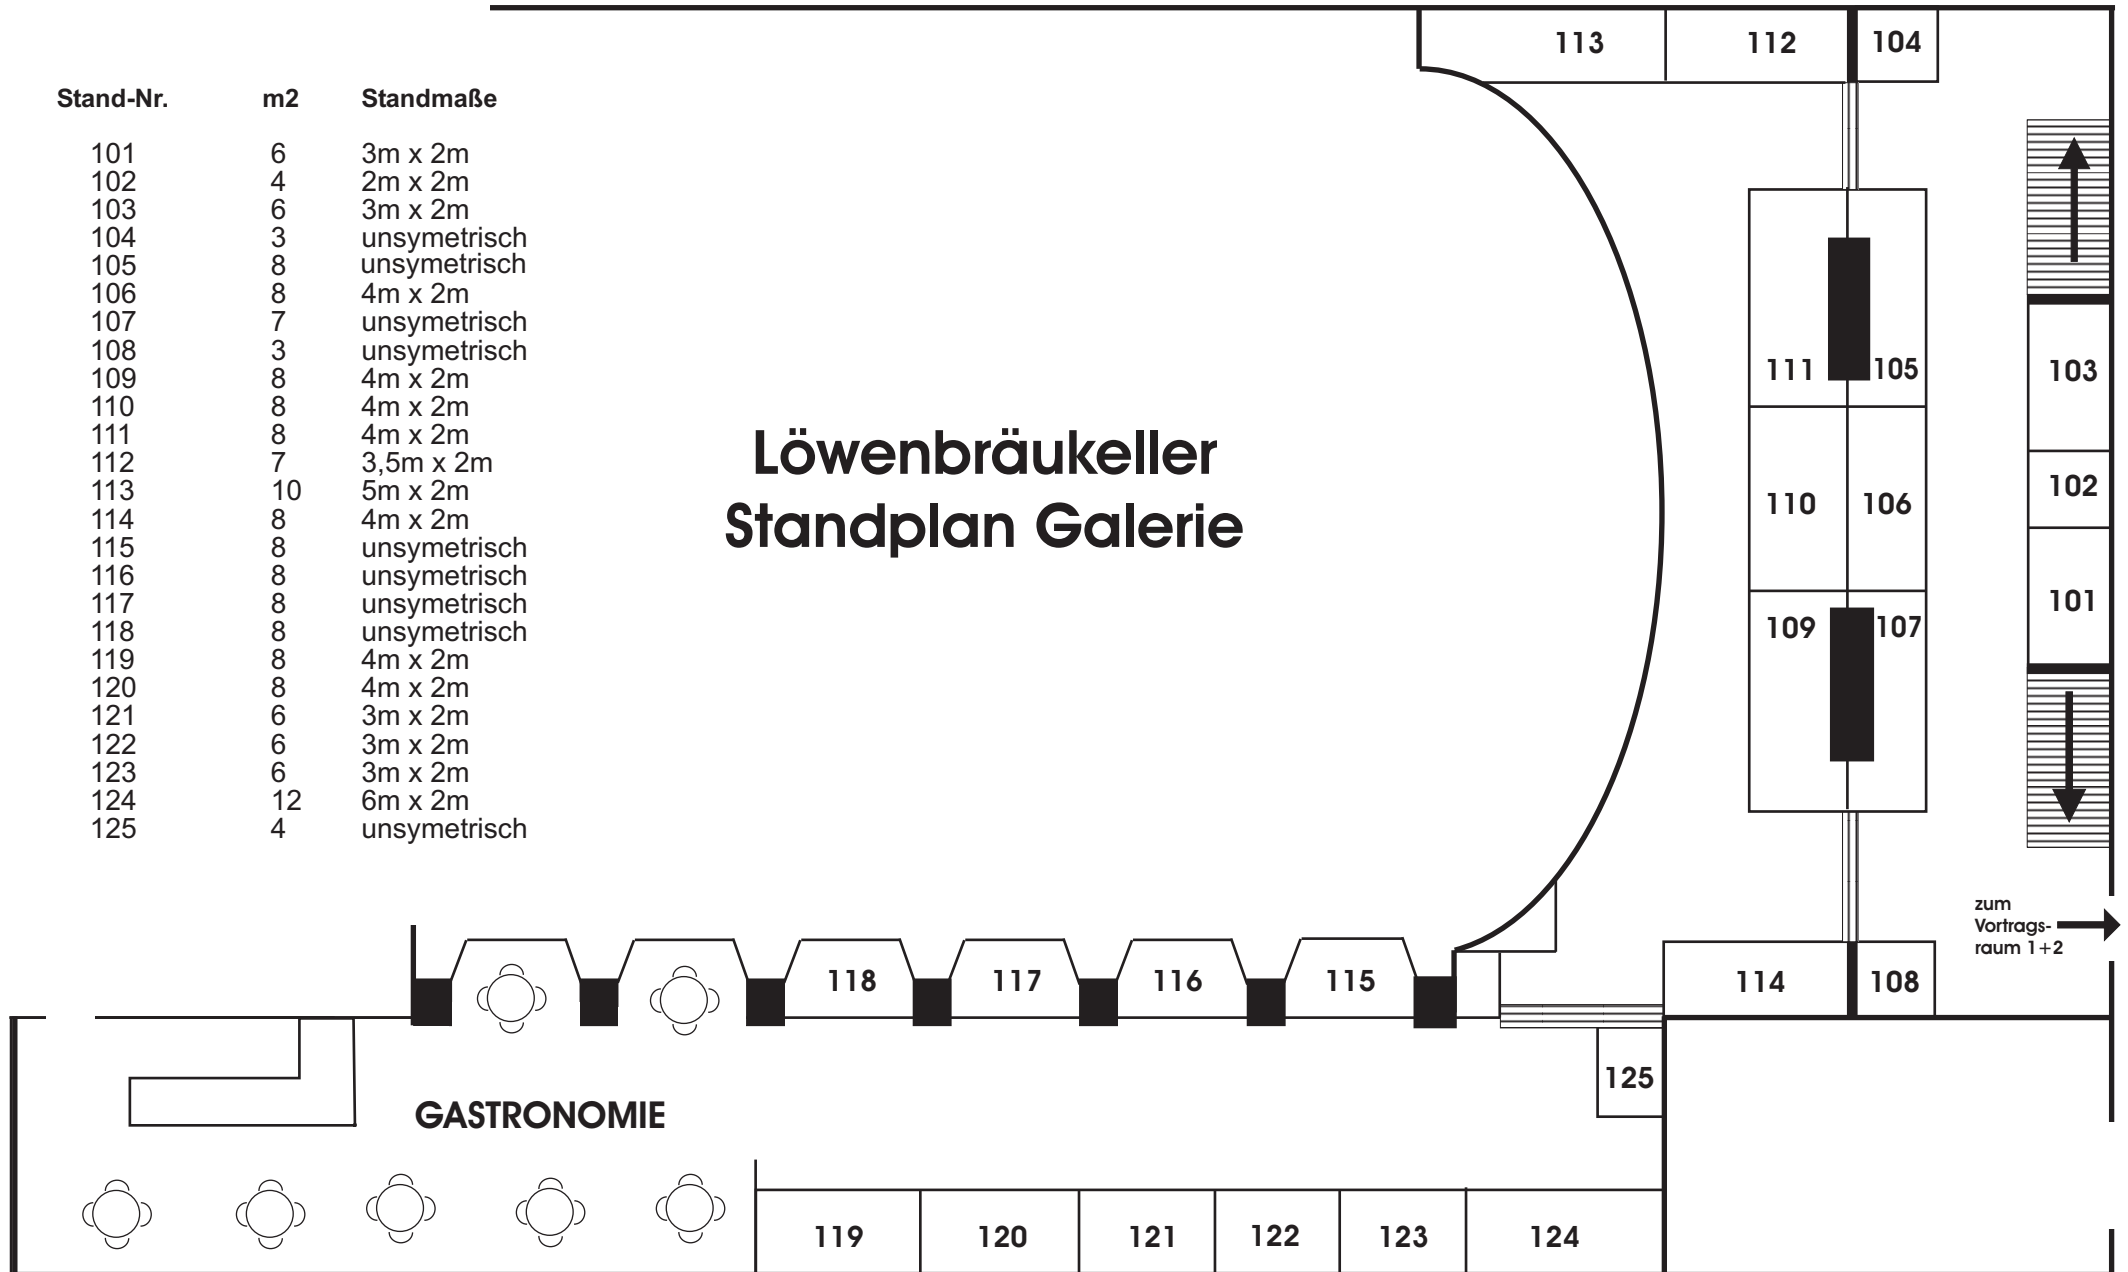 Stand-Nr. m2 Standmaße
101 6 3m x 2m
102 4 2m x 2m
103 6 3m x 2m
104 3 unsymetrisch
105 8 unsymetrisch
106 8 4m x 2m
107 7 unsymetrisch
108 3 unsymetrisch
109 8 4m x 2m
110 8 4m x 2m
111 8 4m x 2m
112 7 3,5m x 2m
113 10 5m x 2m
114 8 4m x 2m
115 8 unsymetrisch
116 8 unsymetrisch
117 8 unsymetrisch
118 8 unsymetrisch
119 8 4m x 2m
120 8 4m x 2m
121 6 3m x 2m
122 6 3m x 2m
123 6 3m x 2m
124 12 6m x 2m
125 4 unsymetrisch
Löwenbräukeller
Standplan Galerie
113 112 104
111 105 103
110 106 102
109 107 101
zum
Vortrags-
raum 1+2
118 117 116 115 114 108
125
GASTRONOMIE
119 120 121 122 123 124